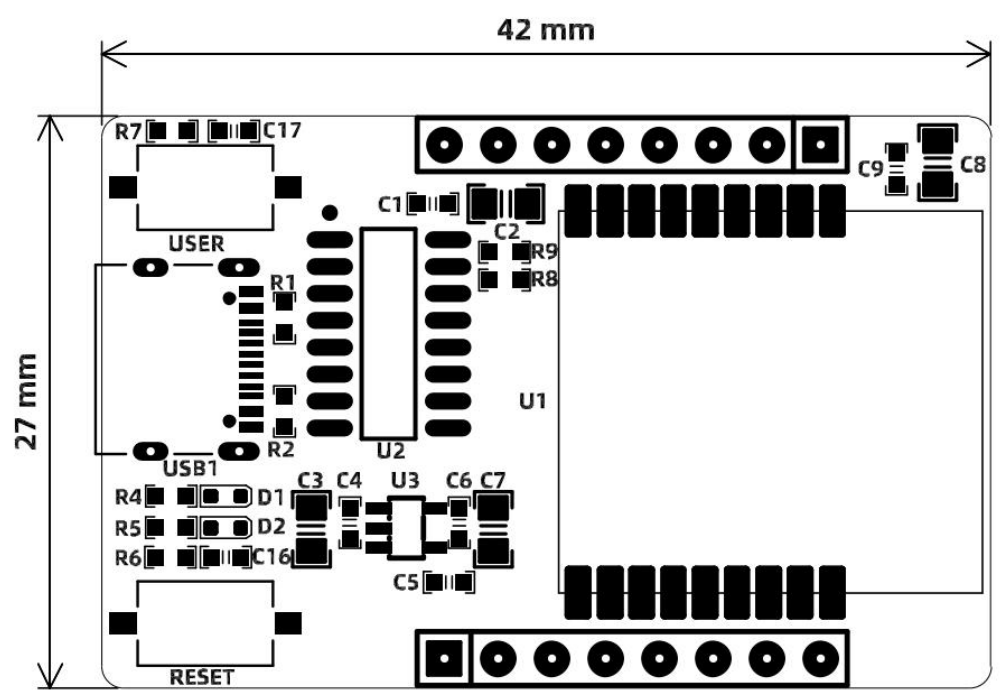 42 mm
R7
C17
C9
C8
C1
C2
USER
R9
R8
R1
27 mm
U1
R2
U2
USB1
C3
C4
U3
C6
C7
R4
D1
R5
D2
R6
C16
C5
RESET